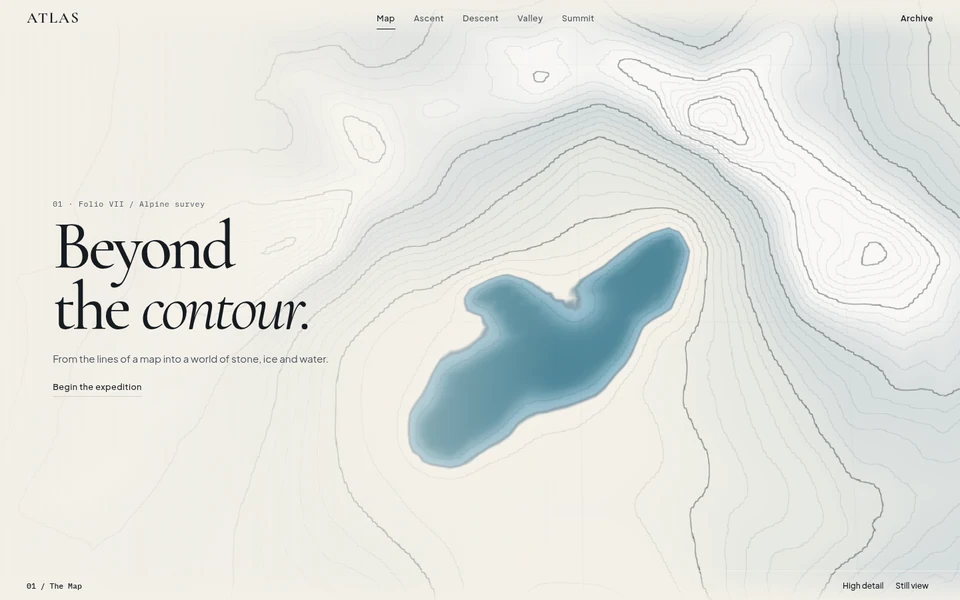 ATLAS
Map Ascent Descent Valley Summit
Archive
01 · Folio VII / Alpine survey
Beyond
the contour.
From the lines of a map into a world of stone, ice and water.
Begin the expedition
01 / The Map
High detail Still view